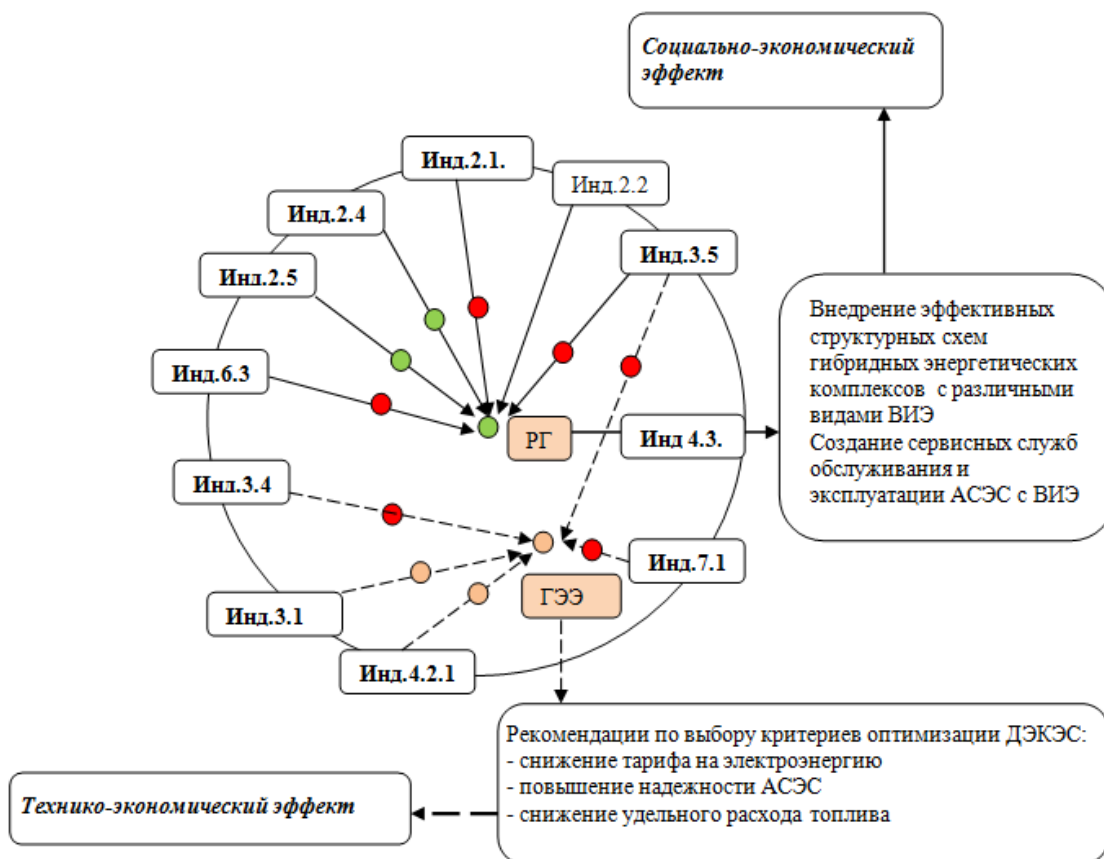 Социально-экономический
эффект
Инд.2.1.
Инд.2.2
Инд.2.4
Инд.3.5
Инд.2.5
Внедрение эффективных
структурных схем
гибридных энергетических
комплексов с различными
видами ВИЭ
Создание сервисных служб
обслуживания и
эксплуатации АСЭС с ВИЭ
Инд.6.3
РГ
Инд 4.3.
Инд.3.4
Инд.7.1
ГЭЭ
Инд.3.1
Инд.4.2.1
Рекомендации по выбору критериев оптимизации ДЭКЭС:
- снижение тарифа на электроэнергию
- повышение надежности АСЭС
- снижение удельного расхода топлива
Технико-экономический эффект